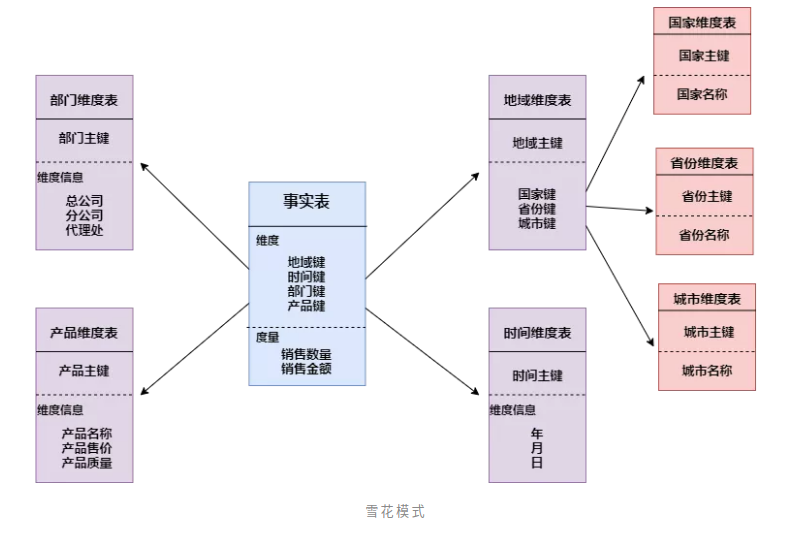 部门维度表
部门主键
维度信息
总公司
分公司
代理处
产品维度表
产品主键
维度信息
产品名称
产品售价
产品质量
事实表
维度
地域键
时间键
部门键
产品键
度量
销售数量
销售金额
地域维度表
地域主键
国家键
省份键
城市键
时间维度表
时间主键
维度信息
年
月
日
国家维度表
国家主键
国家名称
省份维度表
省份主键
省份名称
城市维度表
城市主键
城市名称
雪花模式